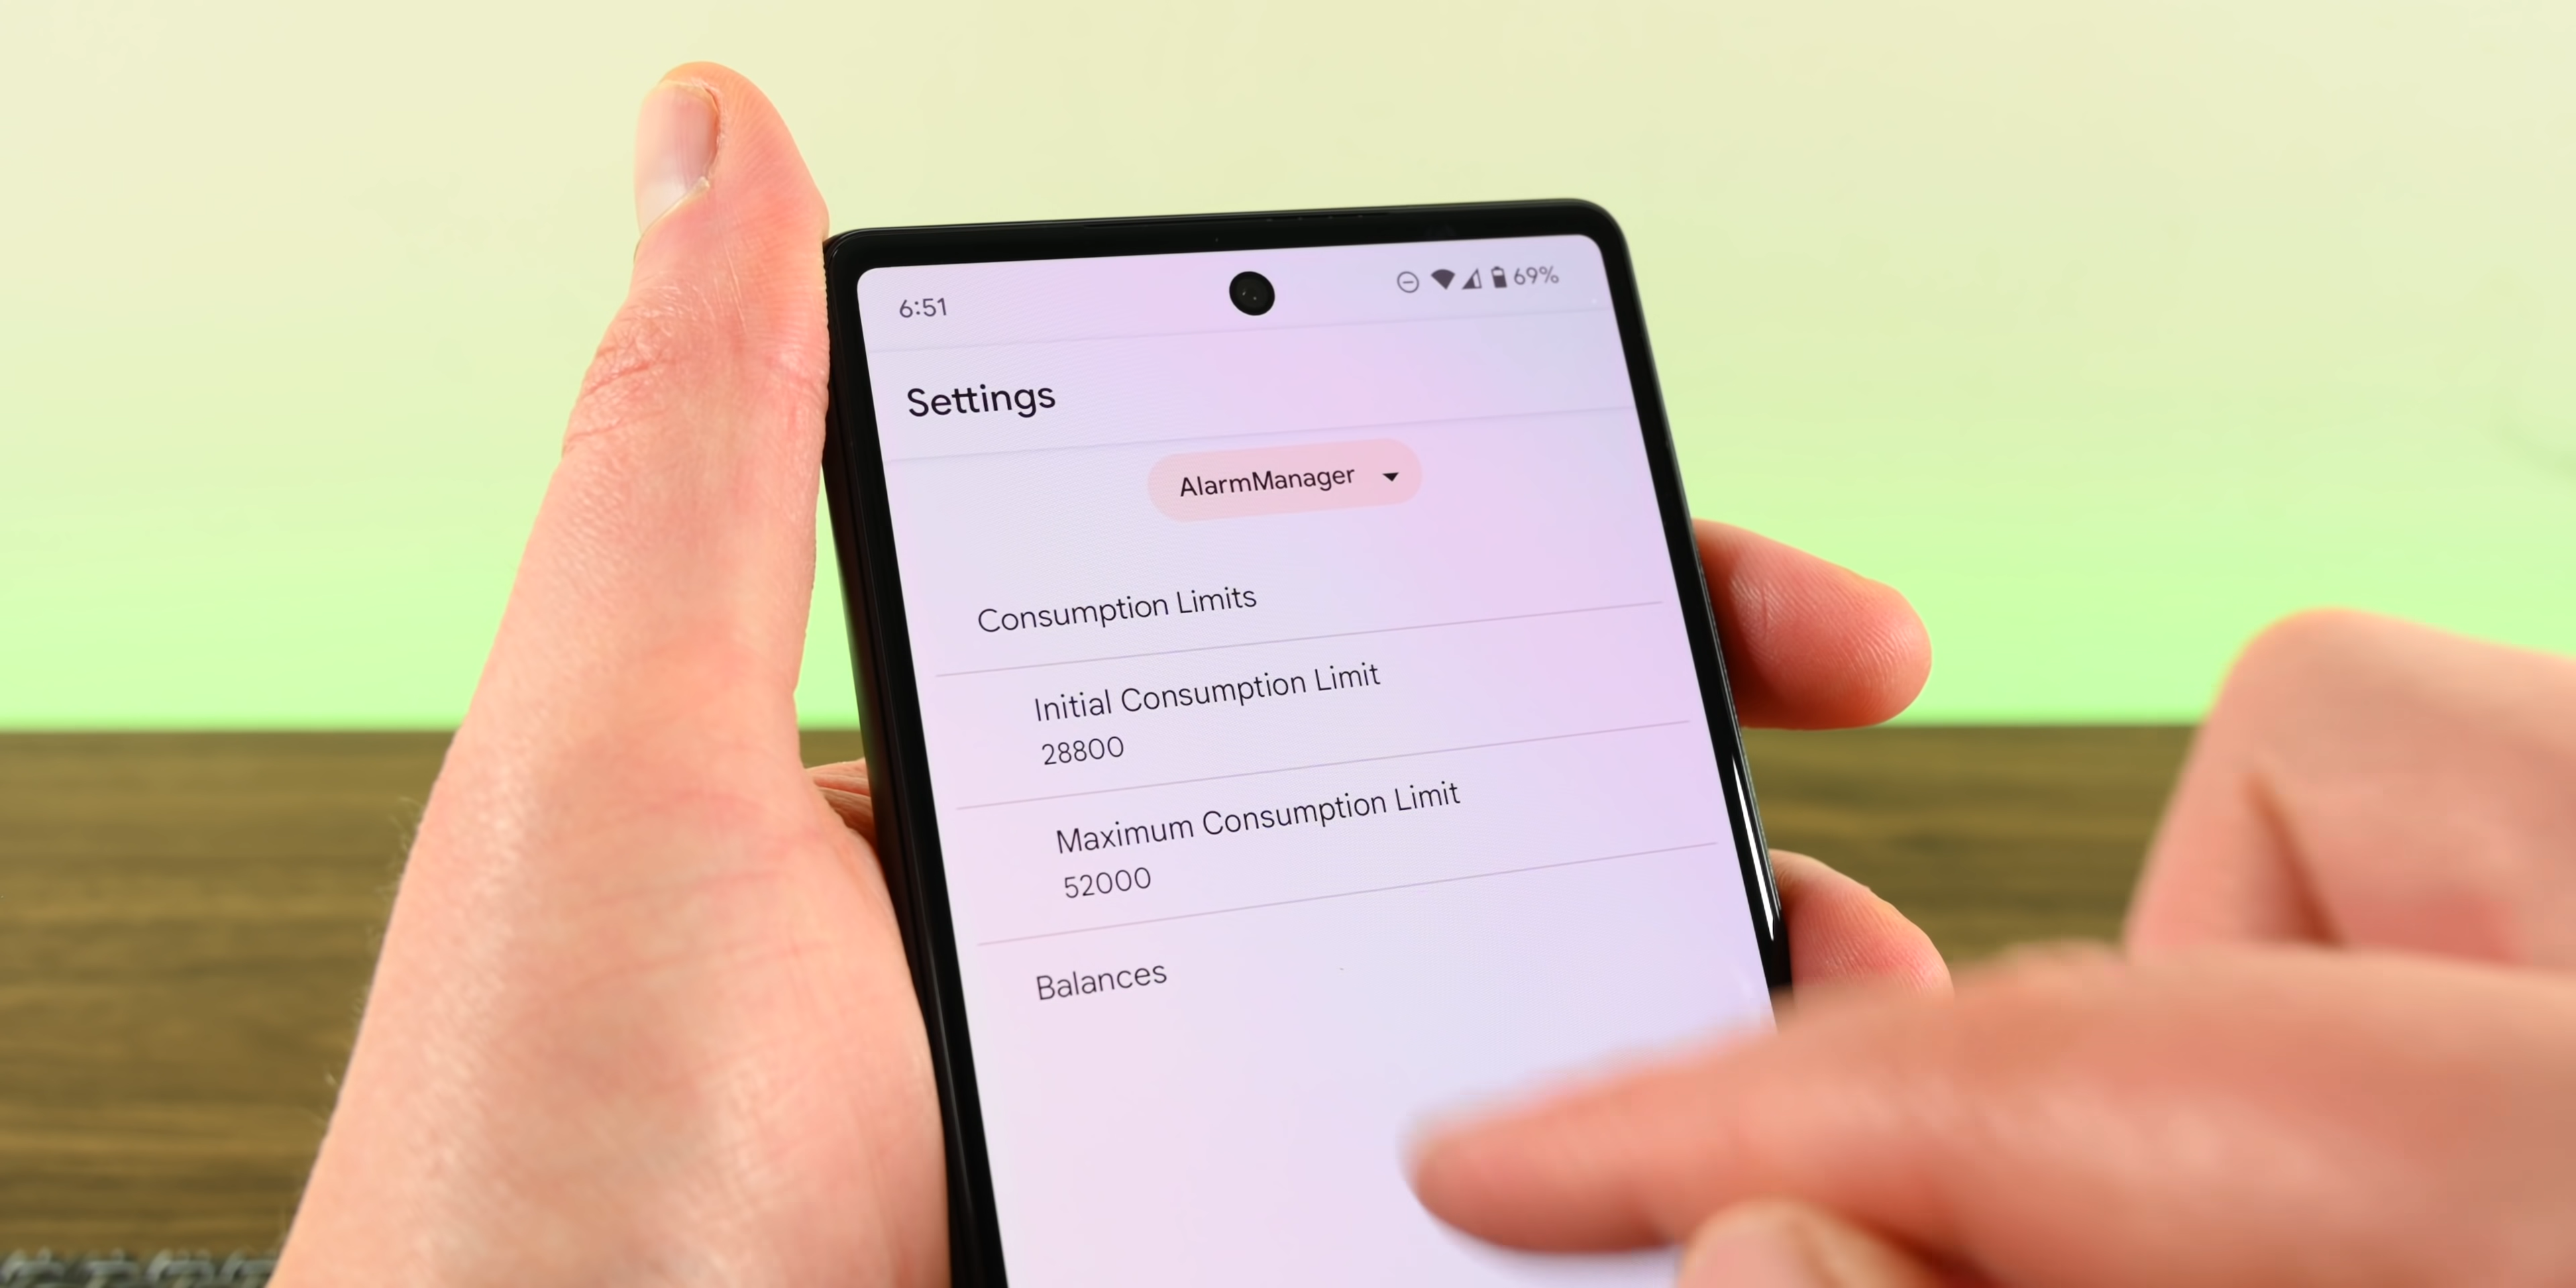 6:51
69%
Settings
AlarmManager
Consumption Limits
Initial Consumption Limit
28800
Maximum Consumption Limit
52000
Balances